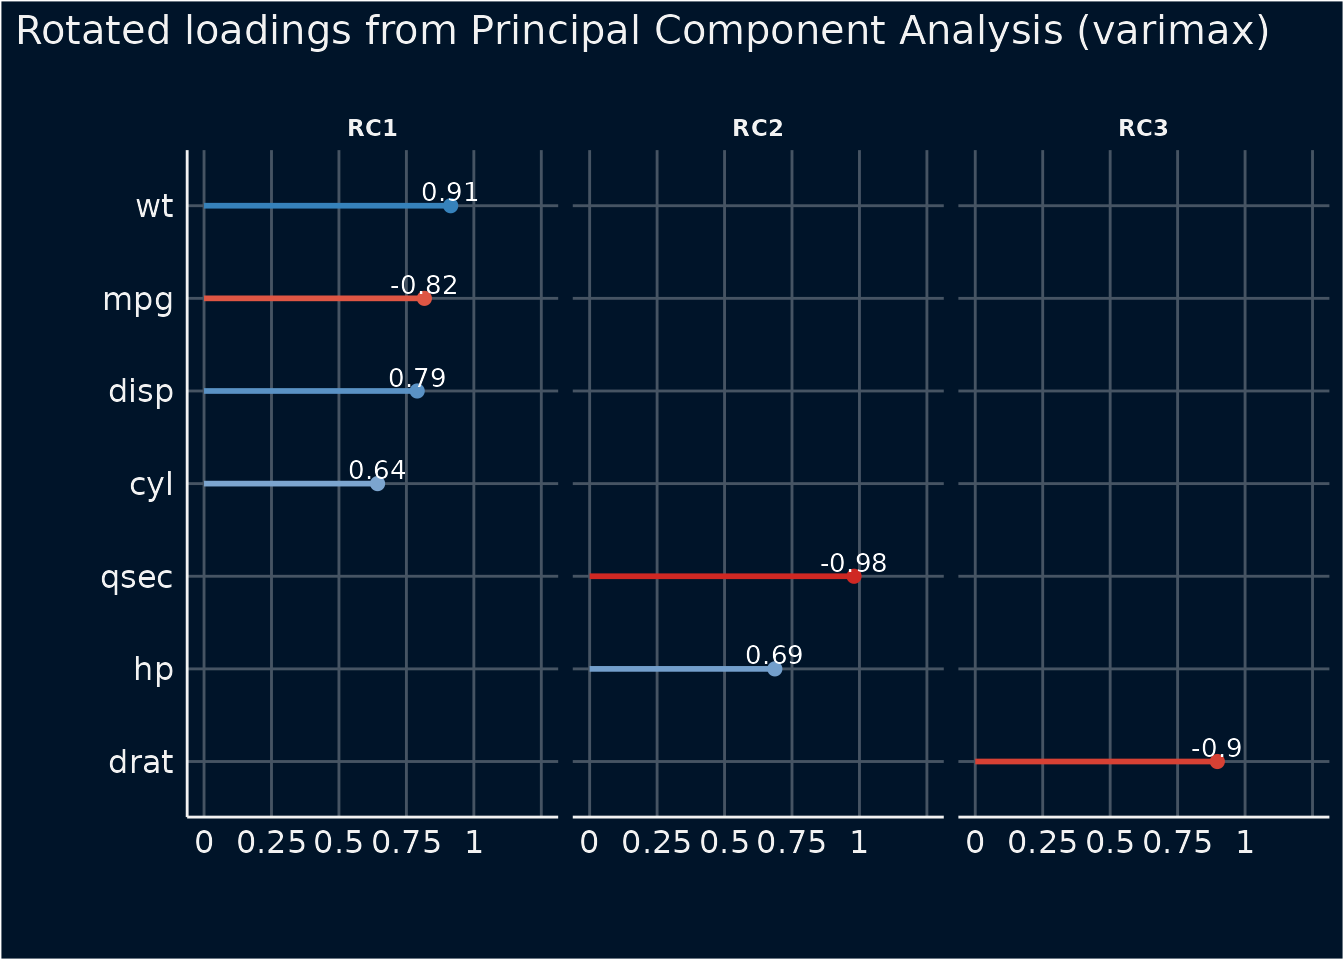 Rotated loadings from Principal Component Analysis (varimax)
RC1 RC2 RC3
wt 0.91
mpg -0.82
disp 0.79
cyl 0.64
qsec -0.98
hp 0.69
drat -0.9
0 0.25 0.5 0.75 1 0 0.25 0.5 0.75 1 0 0.25 0.5 0.75 1